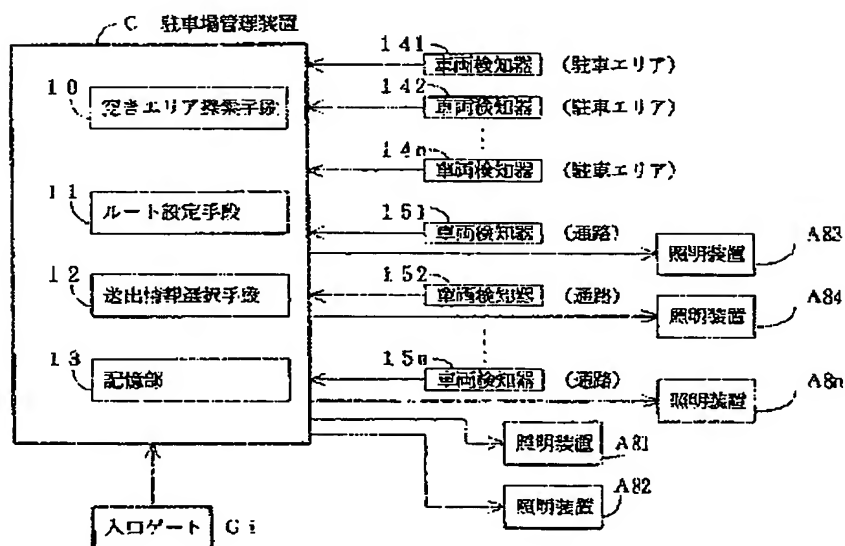 C 駐車場管理装置
10
空きエリア探索手段
11
ルート設定手段
12
送出情報選択手段
13
記憶部
141
車両検知器 (駐車エリア)
142
車両検知器 (駐車エリア)
14n
車両検知器 (駐車エリア)
151
車両検知器 (通路)
照明装置 A83
152
車両検知器 (通路)
照明装置 A84
15n
車両検知器 (通路)
照明装置 A8n
照明装置 A81
照明装置 A82
入口ゲート Gi